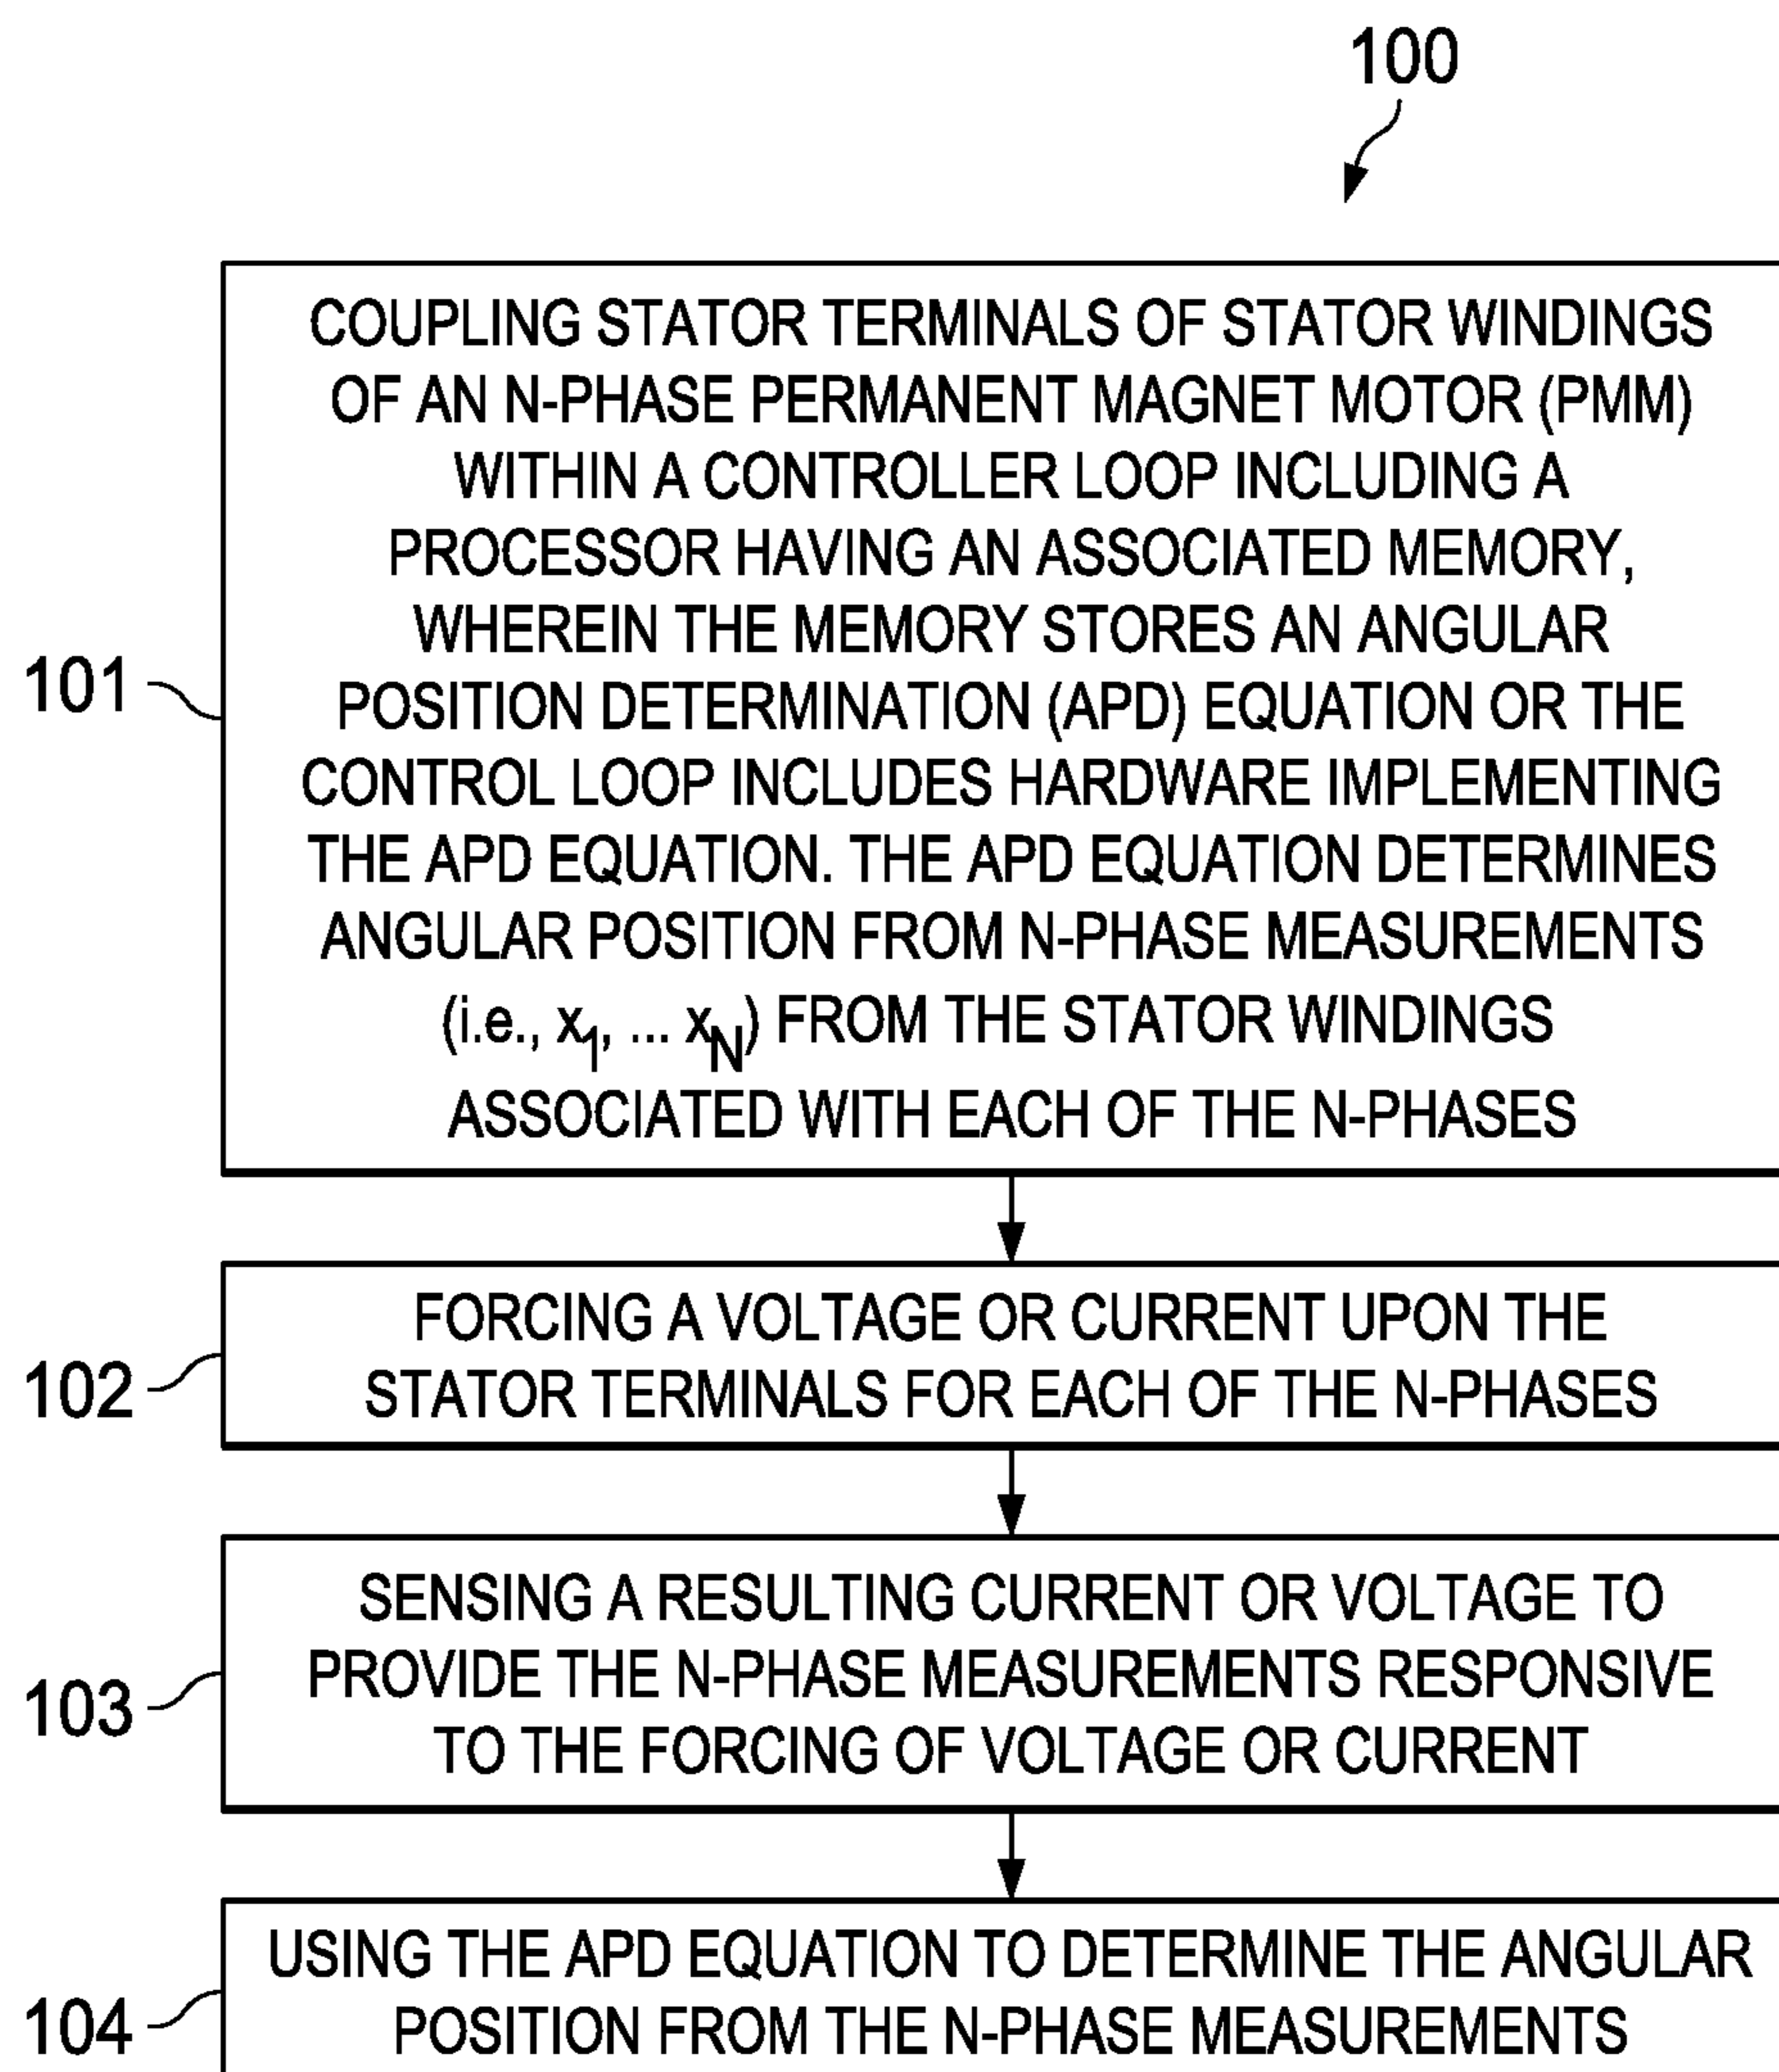 100
COUPLING STATOR TERMINALS OF STATOR WINDINGS
OF AN N-PHASE PERMANENT MAGNET MOTOR (PMM)
WITHIN A CONTROLLER LOOP INCLUDING A
PROCESSOR HAVING AN ASSOCIATED MEMORY,
WHEREIN THE MEMORY STORES AN ANGULAR
101
POSITION DETERMINATION (APD) EQUATION OR THE
CONTROL LOOP INCLUDES HARDWARE IMPLEMENTING
THE APD EQUATION. THE APD EQUATION DETERMINES
ANGULAR POSITION FROM N-PHASE MEASUREMENTS
(i.e., x₁, ... x_N) FROM THE STATOR WINDINGS
ASSOCIATED WITH EACH OF THE N-PHASES
FORCING A VOLTAGE OR CURRENT UPON THE
102
STATOR TERMINALS FOR EACH OF THE N-PHASES
SENSING A RESULTING CURRENT OR VOLTAGE TO
103
PROVIDE THE N-PHASE MEASUREMENTS RESPONSIVE
TO THE FORCING OF VOLTAGE OR CURRENT
USING THE APD EQUATION TO DETERMINE THE ANGULAR
104
POSITION FROM THE N-PHASE MEASUREMENTS